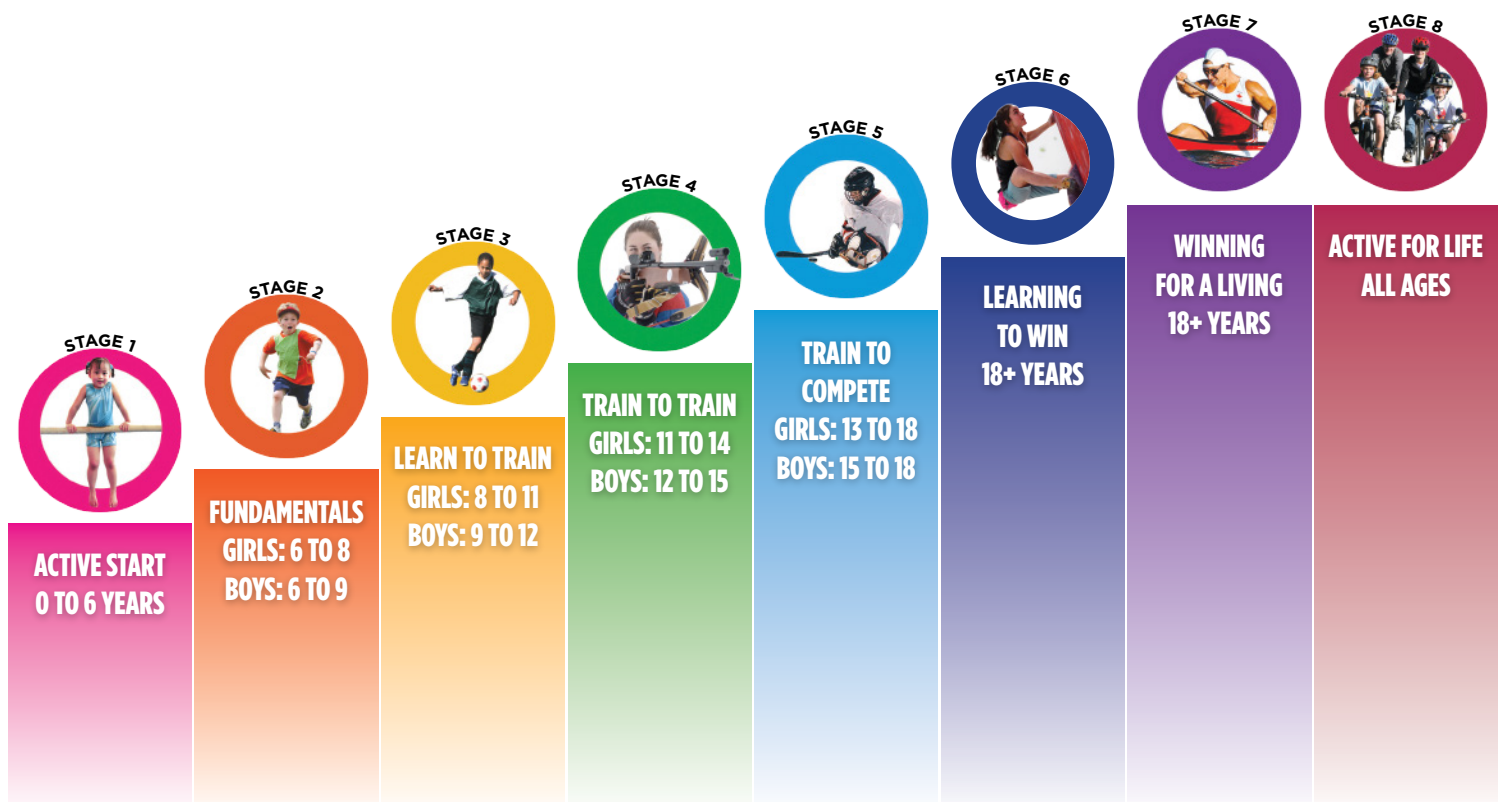 STAGE 1
ACTIVE START
0 TO 6 YEARS
STAGE 2
FUNDAMENTALS
GIRLS: 6 TO 8
BOYS: 6 TO 9
STAGE 3
LEARN TO TRAIN
GIRLS: 8 TO 11
BOYS: 9 TO 12
STAGE 4
TRAIN TO TRAIN
GIRLS: 11 TO 14
BOYS: 12 TO 15
STAGE 5
TRAIN TO
COMPETE
GIRLS: 13 TO 18
BOYS: 15 TO 18
STAGE 6
LEARNING
TO WIN
18+ YEARS
STAGE 7
WINNING
FOR A LIVING
18+ YEARS
STAGE 8
ACTIVE FOR LIFE
ALL AGES